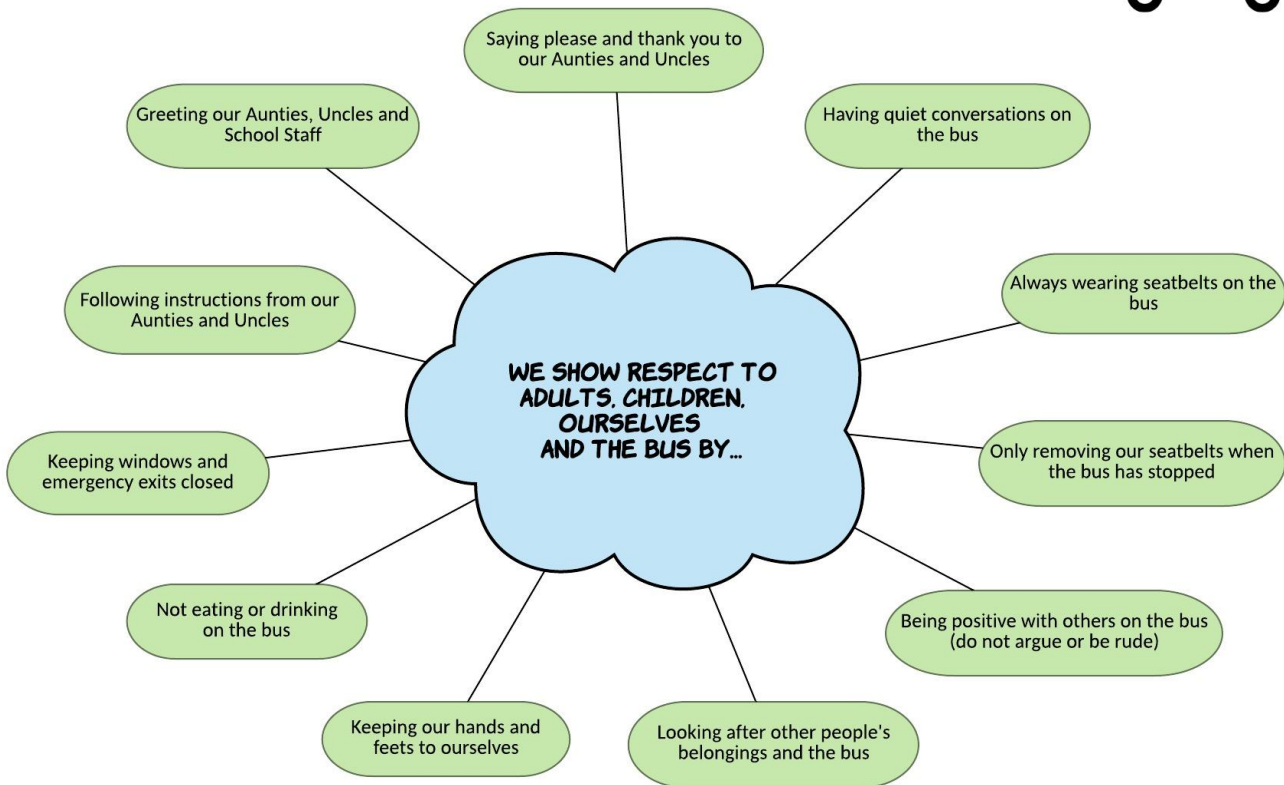 Saying please and thank you to
our Aunties and Uncles
Greeting our Aunties, Uncles and
School Staff
Having quiet conversations on
the bus
Following instructions from our
Aunties and Uncles
Always wearing seatbelts on the
bus
WE SHOW RESPECT TO
ADULTS, CHILDREN,
OURSELVES
AND THE BUS BY...
Keeping windows and
emergency exits closed
Only removing our seatbelts when
the bus has stopped
Not eating or drinking
on the bus
Being positive with others on the bus
(do not argue or be rude)
Keeping our hands and
feets to ourselves
Looking after other people's
belongings and the bus